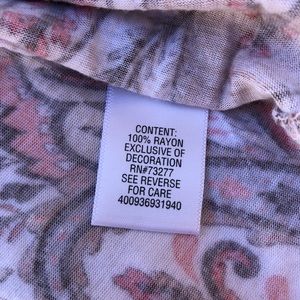 CONTENT:
100% RAYON
EXCLUSIVE OF
DECORATION
RN#73277
SEE REVERSE
FOR CARE
400936931940